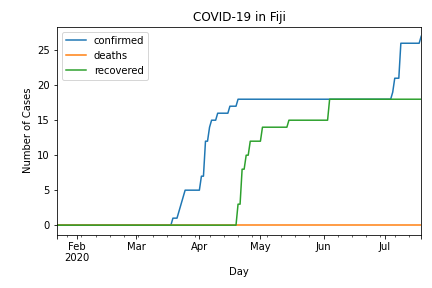 COVID-19 in Fiji
confirmed
deaths
recovered
Number of Cases
25
20
15
10
5
0
Feb Mar Apr May Jun Jul
2020
Day